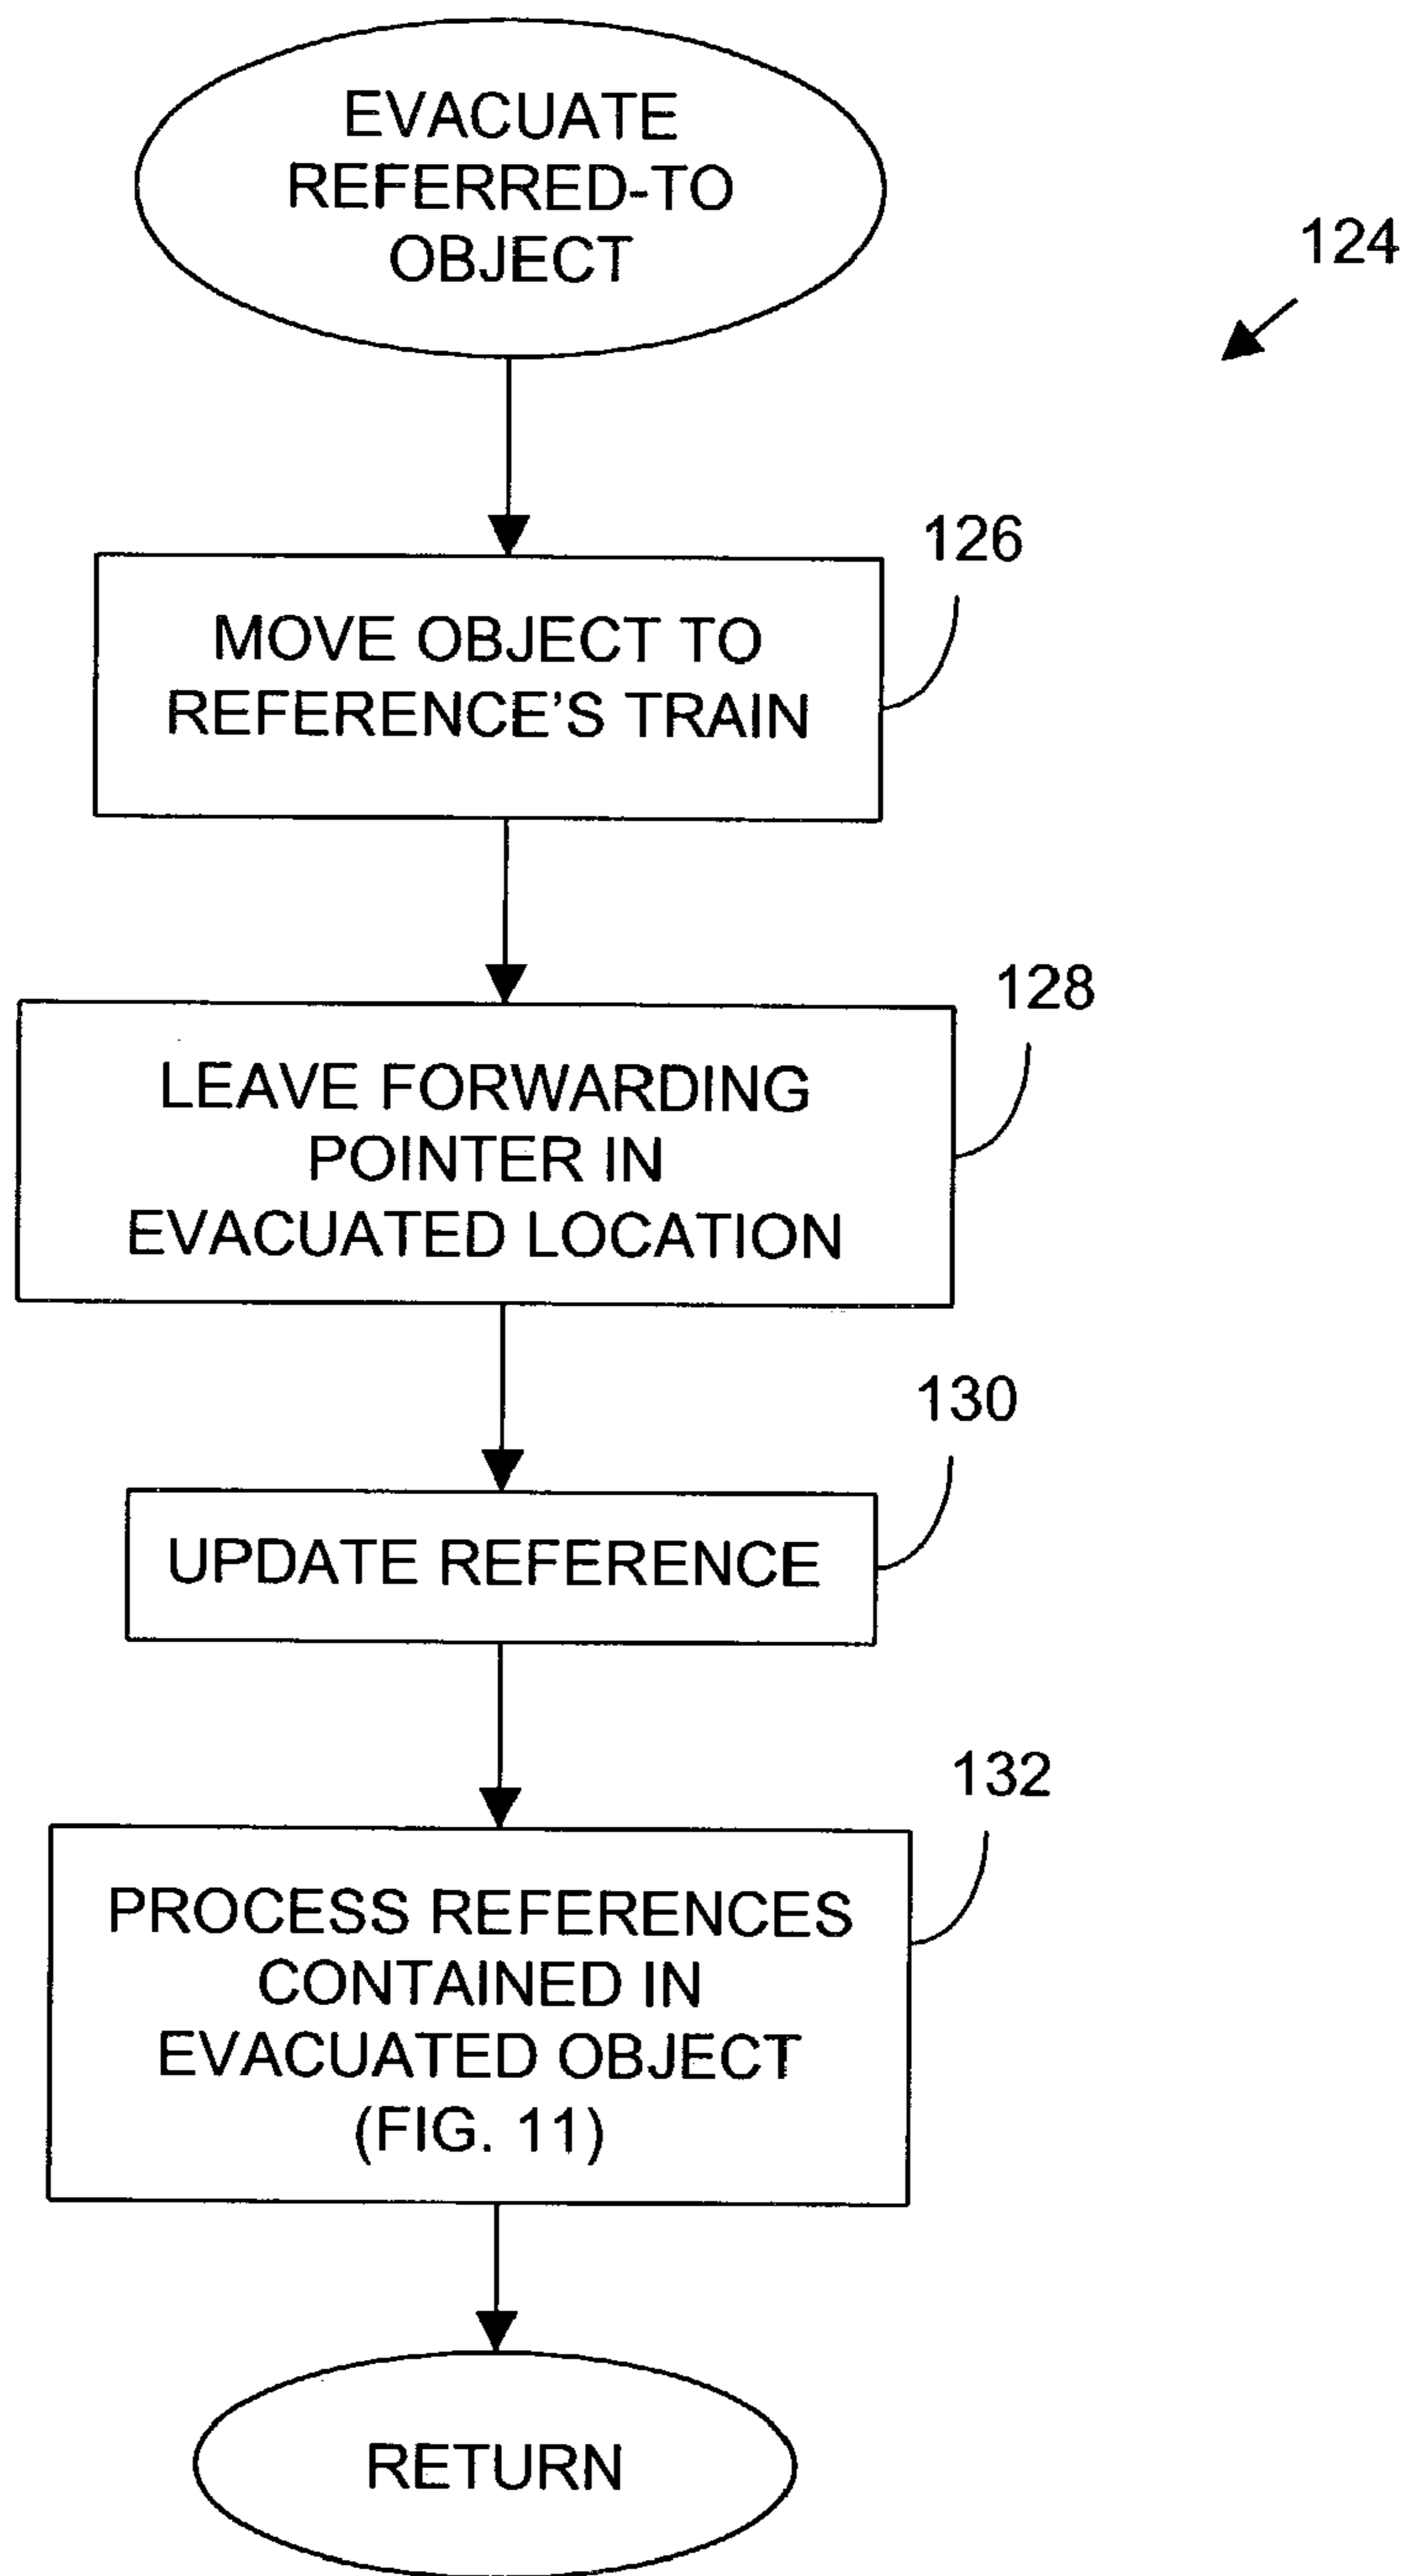 EVACUATE
REFERRED-TO
OBJECT
124
126
MOVE OBJECT TO
REFERENCE'S TRAIN
128
LEAVE FORWARDING
POINTER IN
EVACUATED LOCATION
130
UPDATE REFERENCE
132
PROCESS REFERENCES
CONTAINED IN
EVACUATED OBJECT
(FIG. 11)
RETURN